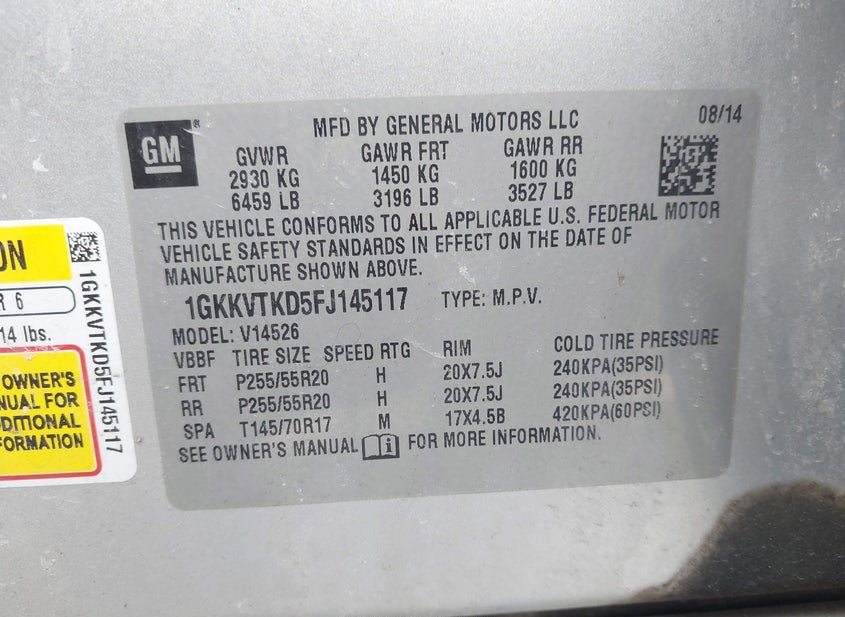 GM®
MFD BY GENERAL MOTORS LLC
08/14
GVWR GAWR FRT GAWR RR
2930 KG 1450 KG 1600 KG
6459 LB 3196 LB 3527 LB
THIS VEHICLE CONFORMS TO ALL APPLICABLE U.S. FEDERAL MOTOR
VEHICLE SAFETY STANDARDS IN EFFECT ON THE DATE OF
MANUFACTURE SHOWN ABOVE.
1GKKVTKD5FJ145117 TYPE: M.P.V.
MODEL: V14526
VBBF TIRE SIZE SPEED RTG RIM COLD TIRE PRESSURE
FRT P255/55R20 H 20X7.5J 240KPA(35PSI)
RR P255/55R20 H 20X7.5J 240KPA(35PSI)
SPA T145/70R17 M 17X4.5B 420KPA(60PSI)
SEE OWNER'S MANUAL FOR MORE INFORMATION.
ON
R 6
14 lbs.
OWNER'S
NUAL FOR
DDITIONAL
FORMATION
1GKKVTKD5FJ145117